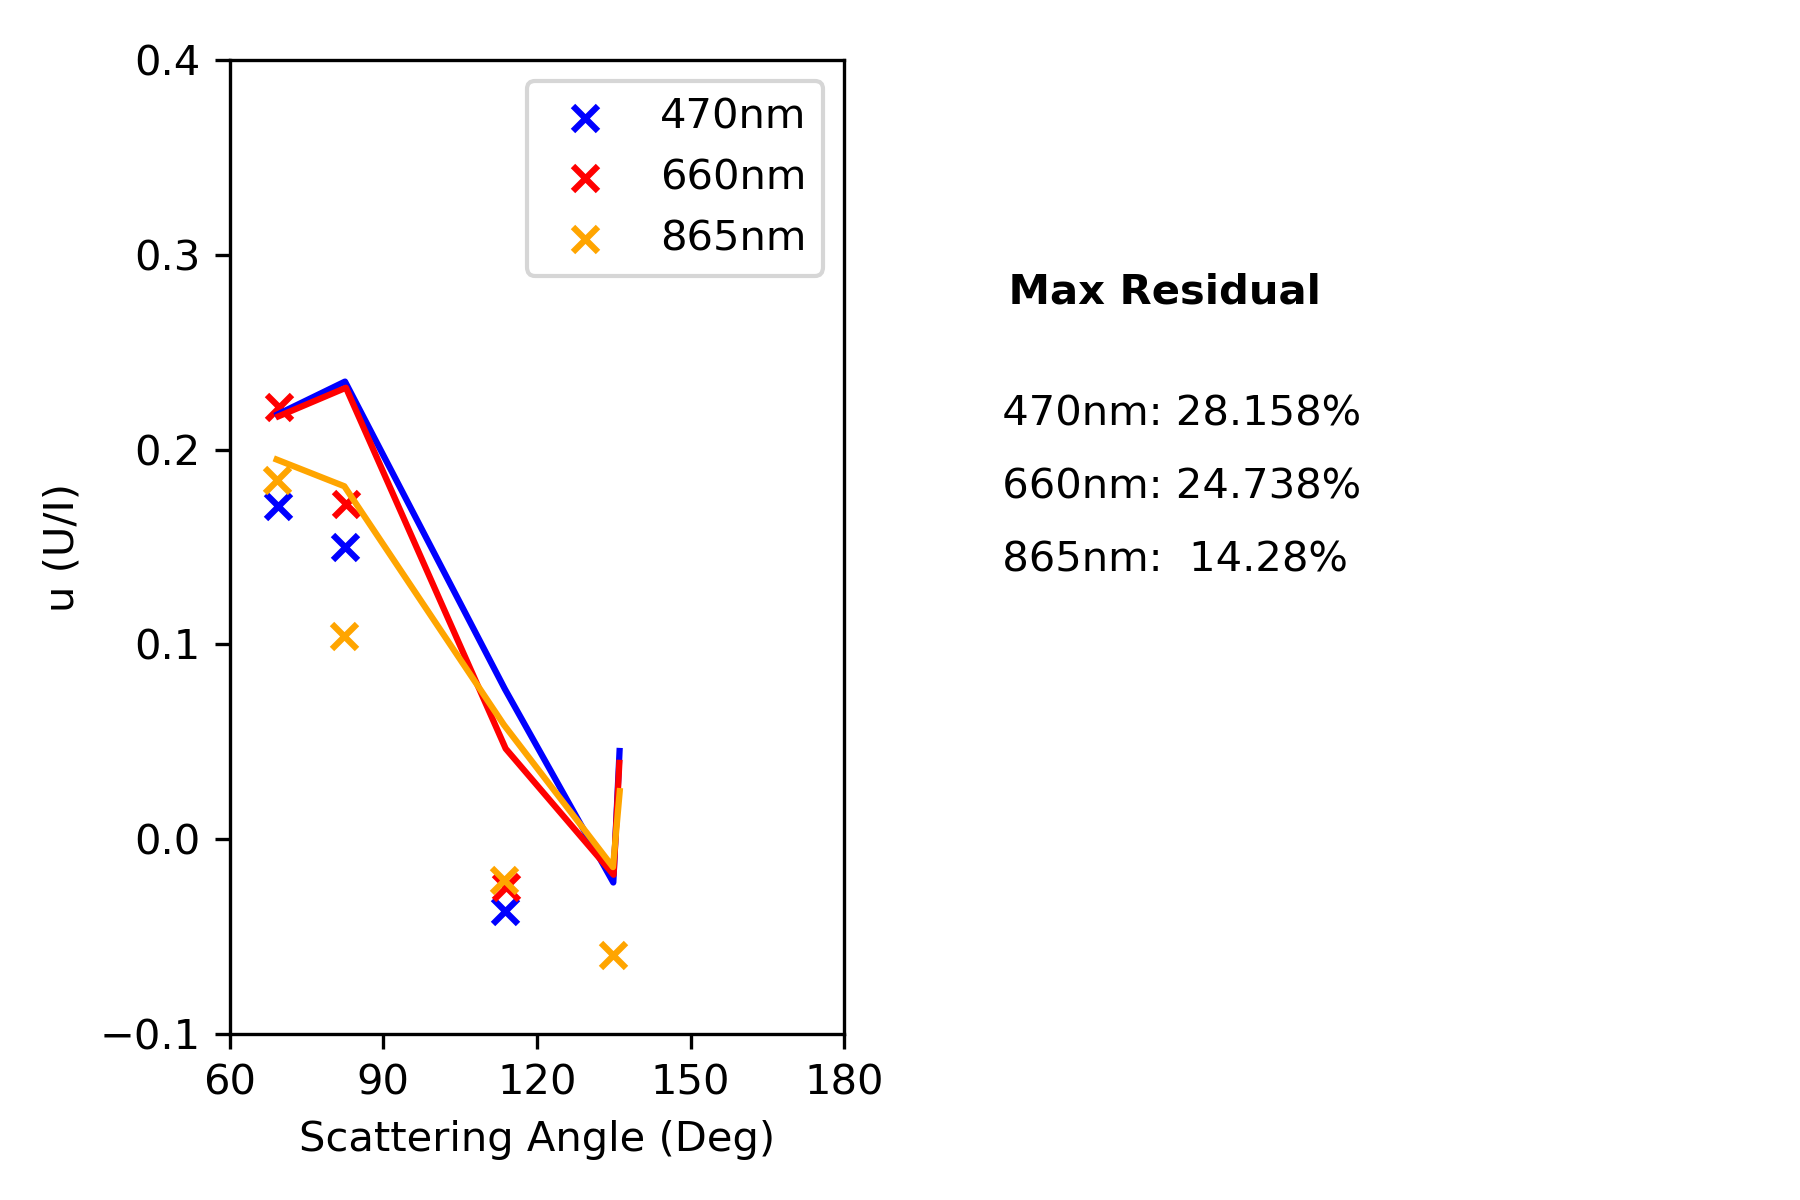 0.4
0.3
0.2
0.1
0.0
−0.1
u (U/I)
60 90 120 150 180
Scattering Angle (Deg)
470nm
660nm
865nm
Max Residual
470nm: 28.158%
660nm: 24.738%
865nm: 14.28%